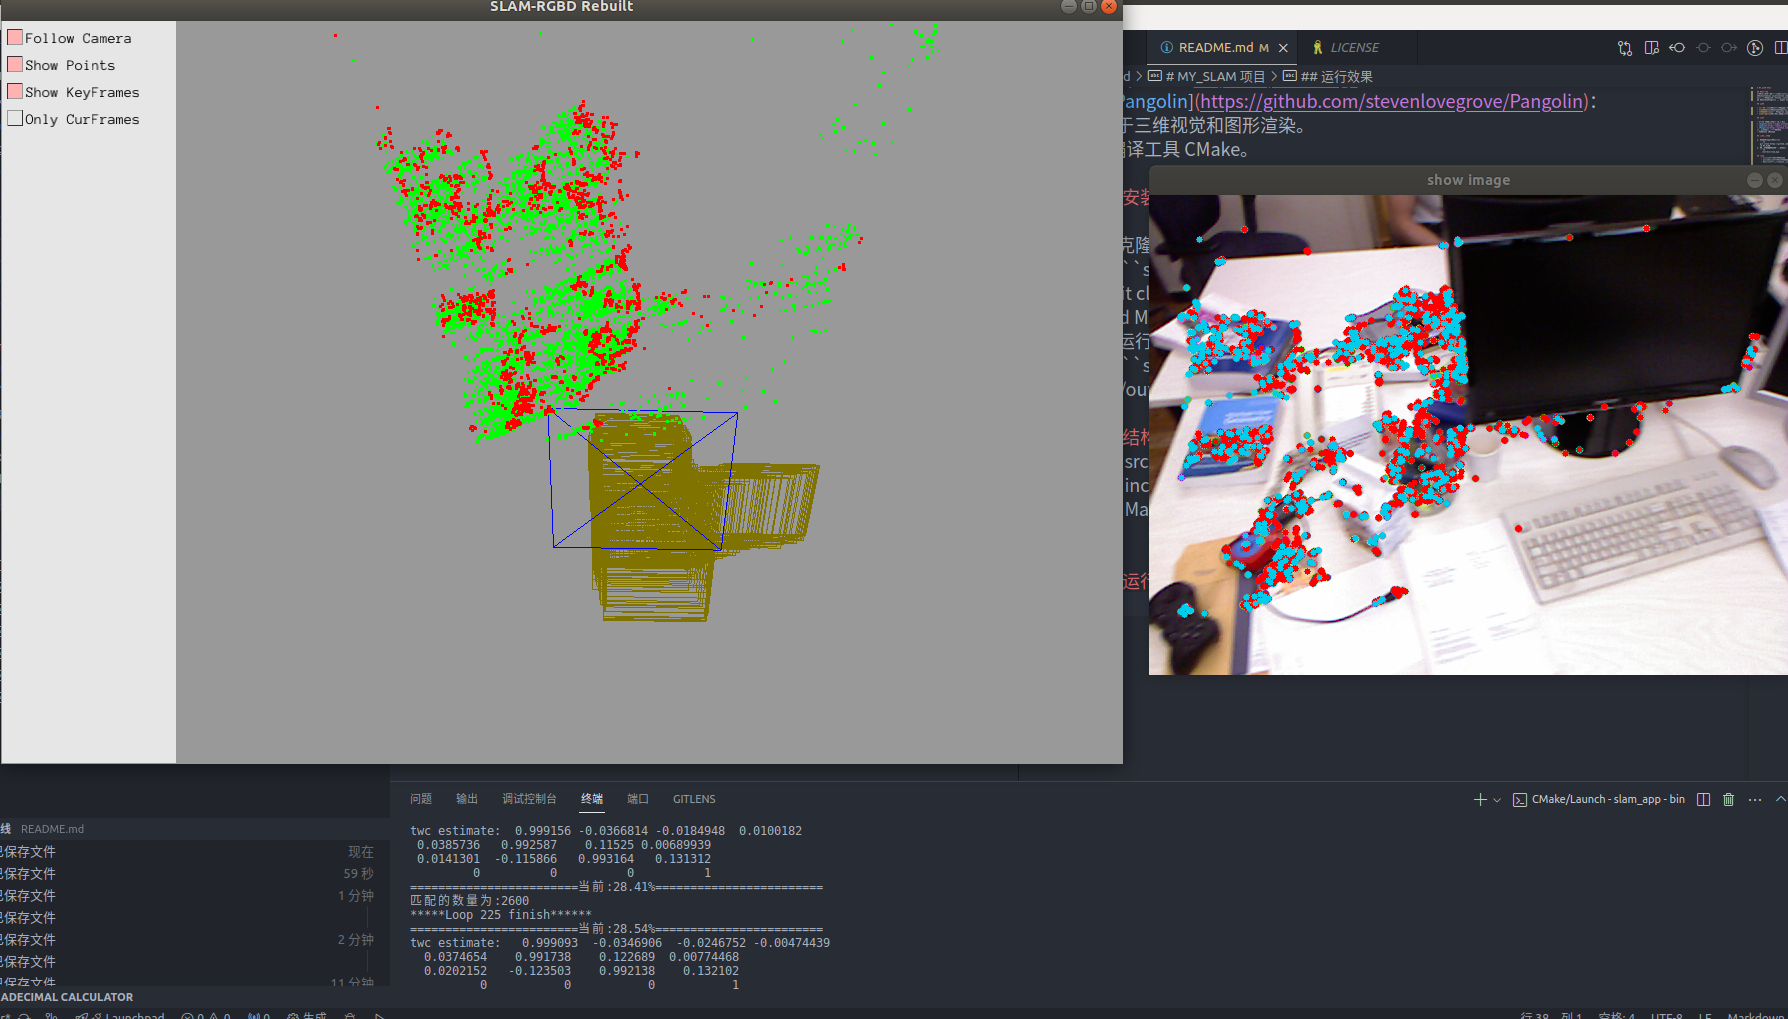 SLAM-RGBD Rebuilt
Follow Camera
Show Points
Show KeyFrames
Only CurFrames
README.md M
LICENSE
# MY_SLAM 项目 > ## 运行效果
Pangolin](https://github.com/stevenlovegrove/Pangolin):
于三维视觉和图形渲染。
译工具 CMake。
show image
安装
克隆
``s
it cl
d M
运行
``s
/ou
结构
src
inc
Ma
运行
问题 输出 调试控制台 终端 端口 GITLENS
CMake/Launch - slam_app - bin
线 README.md
已保存文件 现在
已保存文件 59 秒
已保存文件 1 分钟
已保存文件
已保存文件 2 分钟
已保存文件
已保存文件 11 分钟
ADECIMAL CALCULATOR
twc estimate: 0.999156 -0.0366814 -0.0184948 0.0100182
0.0385736 0.992587 0.11525 0.00689939
0.0141301 -0.115866 0.993164 0.131312
0 0 0 1
========================当前:28.41%========================
匹配的数量为:2600
*****Loop 225 finish******
========================当前:28.54%========================
twc estimate: 0.999093 -0.0346906 -0.0246752 -0.00474439
0.0374654 0.991738 0.122689 0.00774468
0.0202152 -0.123503 0.992138 0.132102
0 0 0 1
Launchpad 0 0 0 生成
行 38, 列 1 空格: 4 UTF-8 LF Markdown